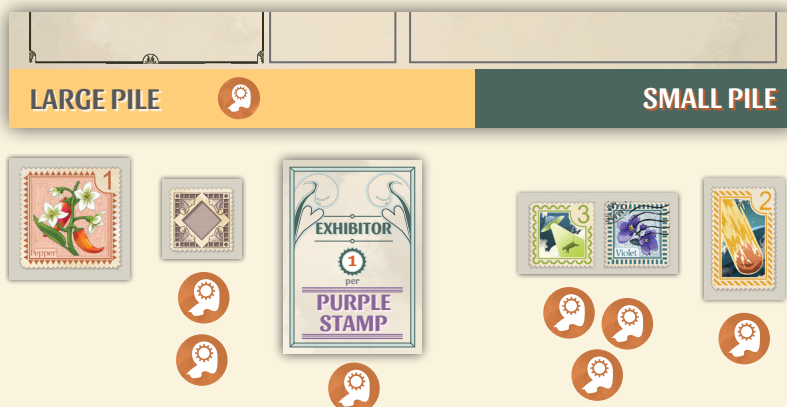 LARGE PILE
SMALL PILE
1
Pepper
EXHIBITOR
1
per
PURPLE
STAMP
3
Violet
2